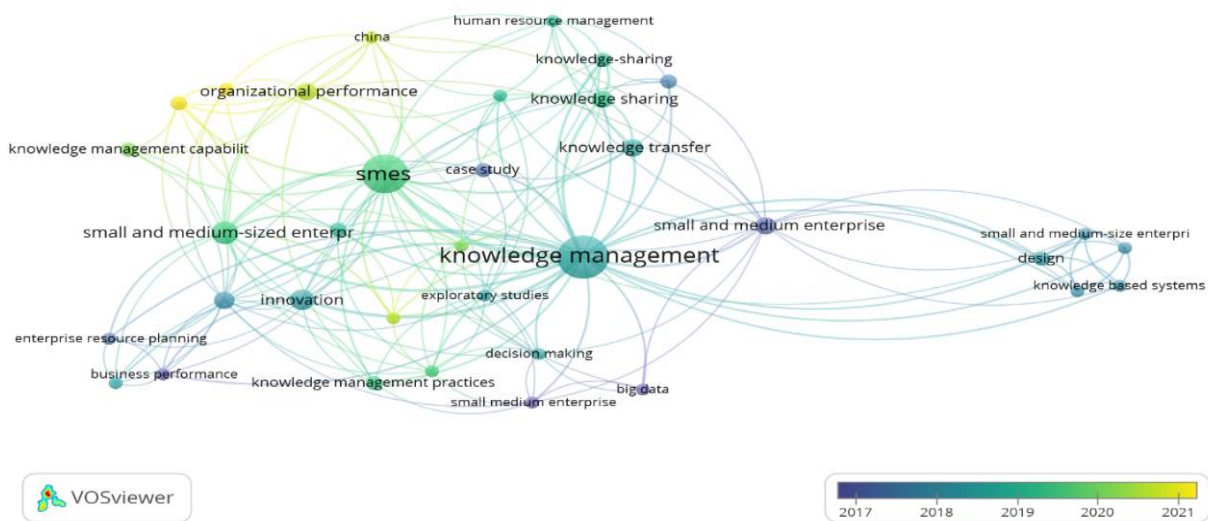 human resource management
china
knowledge-sharing
organizational performance
knowledge sharing
knowledge management capabilit
knowledge transfer
case study
smes
small and medium-sized enterpr
small and medium enterprise
small and medium-size enterpri
knowledge management
design
knowledge based systems
innovation
exploratory studies
enterprise resource planning
decision making
business performance
knowledge management practices
big data
small medium enterprise
VOSviewer
2017 2018 2019 2020 2021